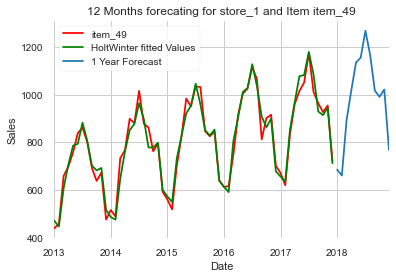 12 Months forecating for store_1 and Item item_49
item_49
HoltWinter fitted Values
1 Year Forecast
Sales
1200
1000
800
600
400
2013 2014 2015 2016 2017 2018
Date